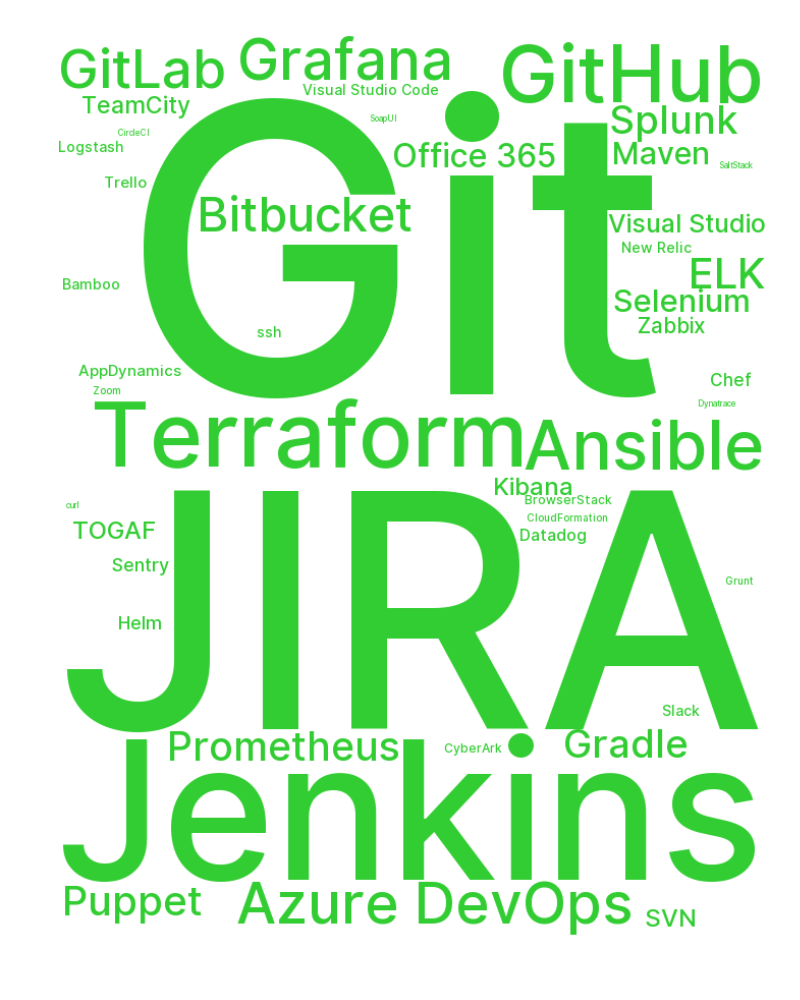 GitLab
Grafana
GitHub
Visual Studio Code
TeamCity
SoapUI
Splunk
CircleCI
Logstash
Office 365
Maven
SaltStack
Trello
Git
Bitbucket
Visual Studio
New Relic
ELK
Bamboo
Selenium
Zabbix
ssh
AppDynamics
Zoom
Chef
Dynatrace
Terraform
Ansible
Kibana
BrowserStack
curl
CloudFormation
TOGAF
Datadog
Sentry
Grunt
Helm
JIRA
Slack
Prometheus
CyberArk
Gradle
Jenkins
Puppet
Azure DevOps
SVN